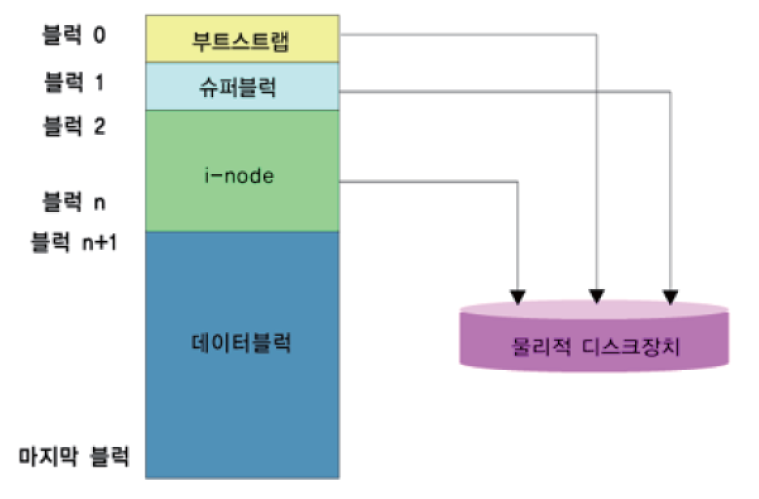 블럭 0
부트스트랩
블럭 1
슈퍼블럭
블럭 2
i-node
블럭 n
블럭 n+1
데이터블럭
물리적 디스크장치
마지막 블럭